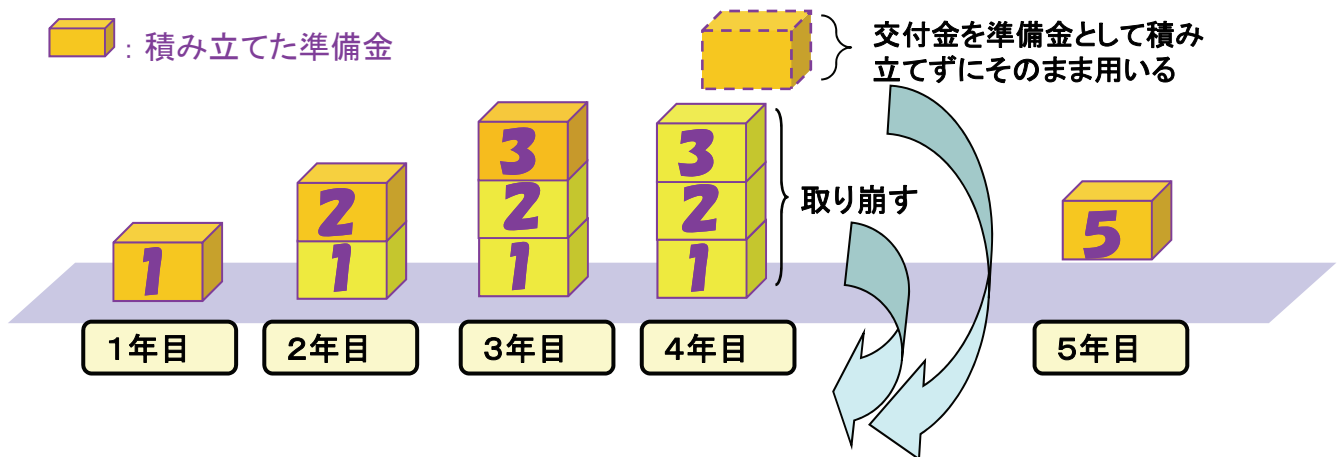 ：積み立てた準備金
交付金を準備金として積み
立てずにそのまま用いる
1
2
1
3
2
1
3
2
1
取り崩す
5
１年目
２年目
３年目
４年目
５年目